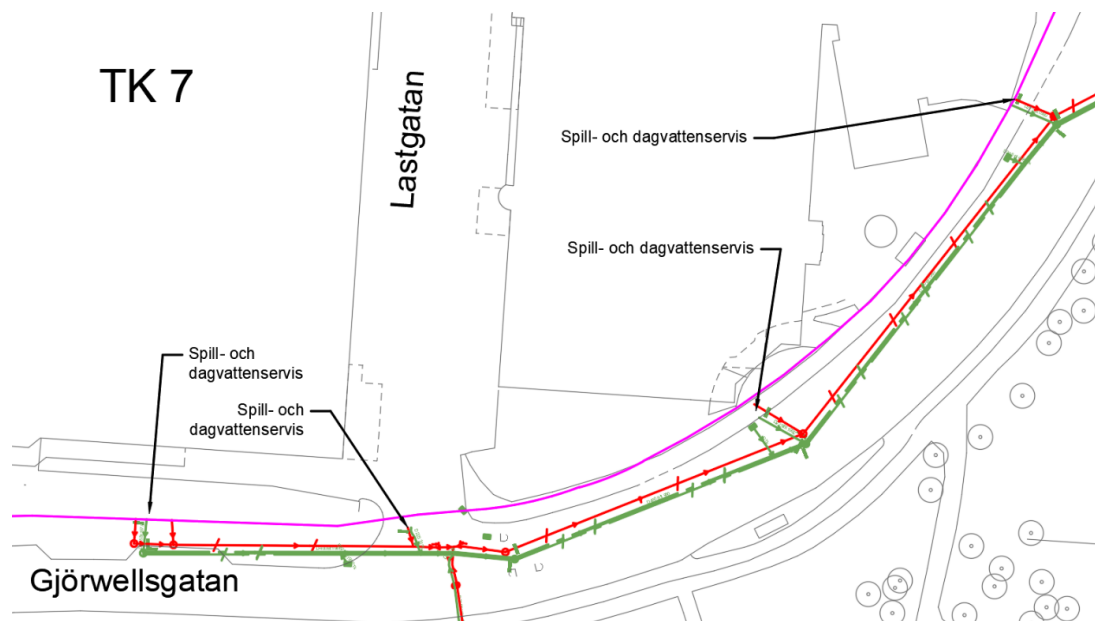 TK 7
Lastgatan
Spill- och dagvattenservis
Spill- och dagvattenservis
Spill- och
dagvattenservis
Spill- och
dagvattenservis
Gjörwellsgatan